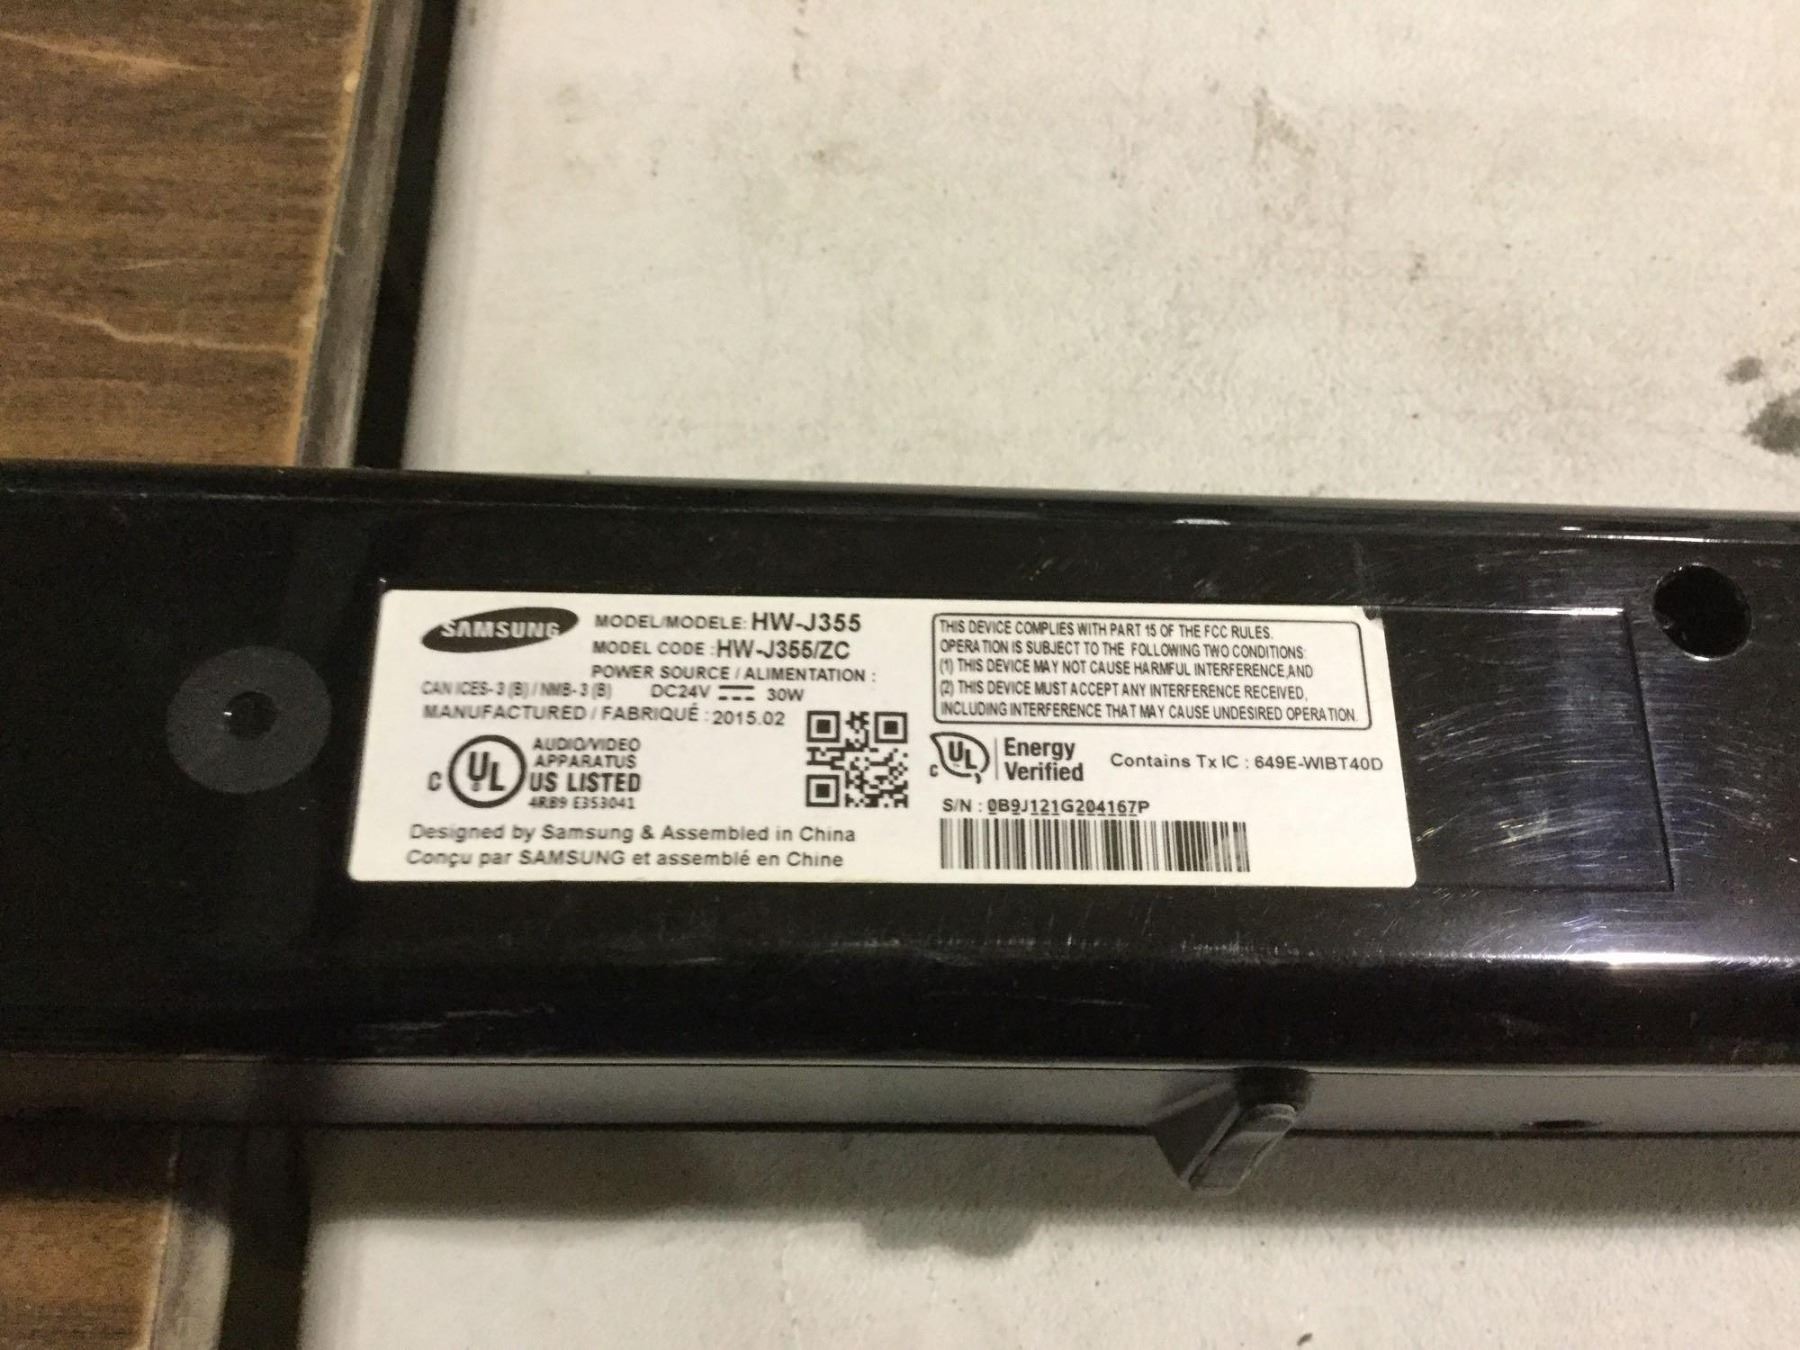 SAMSUNG
MODEL/MODELE: HW-J355
MODEL CODE :HW-J355/ZC
POWER SOURCE / ALIMENTATION :
CAN ICES- 3 (B) / NMB- 3 (B) DC24V 30W
MANUFACTURED / FABRIQUÉ : 2015.02
C UL AUDIO/VIDEO
APPARATUS
US LISTED
4RB9 E353041
Designed by Samsung & Assembled in China
Conçu par SAMSUNG et assemblé en Chine
THIS DEVICE COMPLIES WITH PART 15 OF THE FCC RULES.
OPERATION IS SUBJECT TO THE FOLLOWING TWO CONDITIONS:
(1) THIS DEVICE MAY NOT CAUSE HARMFUL INTERFERENCE,AND
(2) THIS DEVICE MUST ACCEPT ANY INTERFERENCE RECEIVED,
INCLUDING INTERFERENCE THAT MAY CAUSE UNDESIRED OPERATION.
c UL Energy
Verified
Contains Tx IC : 649E-WIBT40D
S/N : 0B9J121G204167P